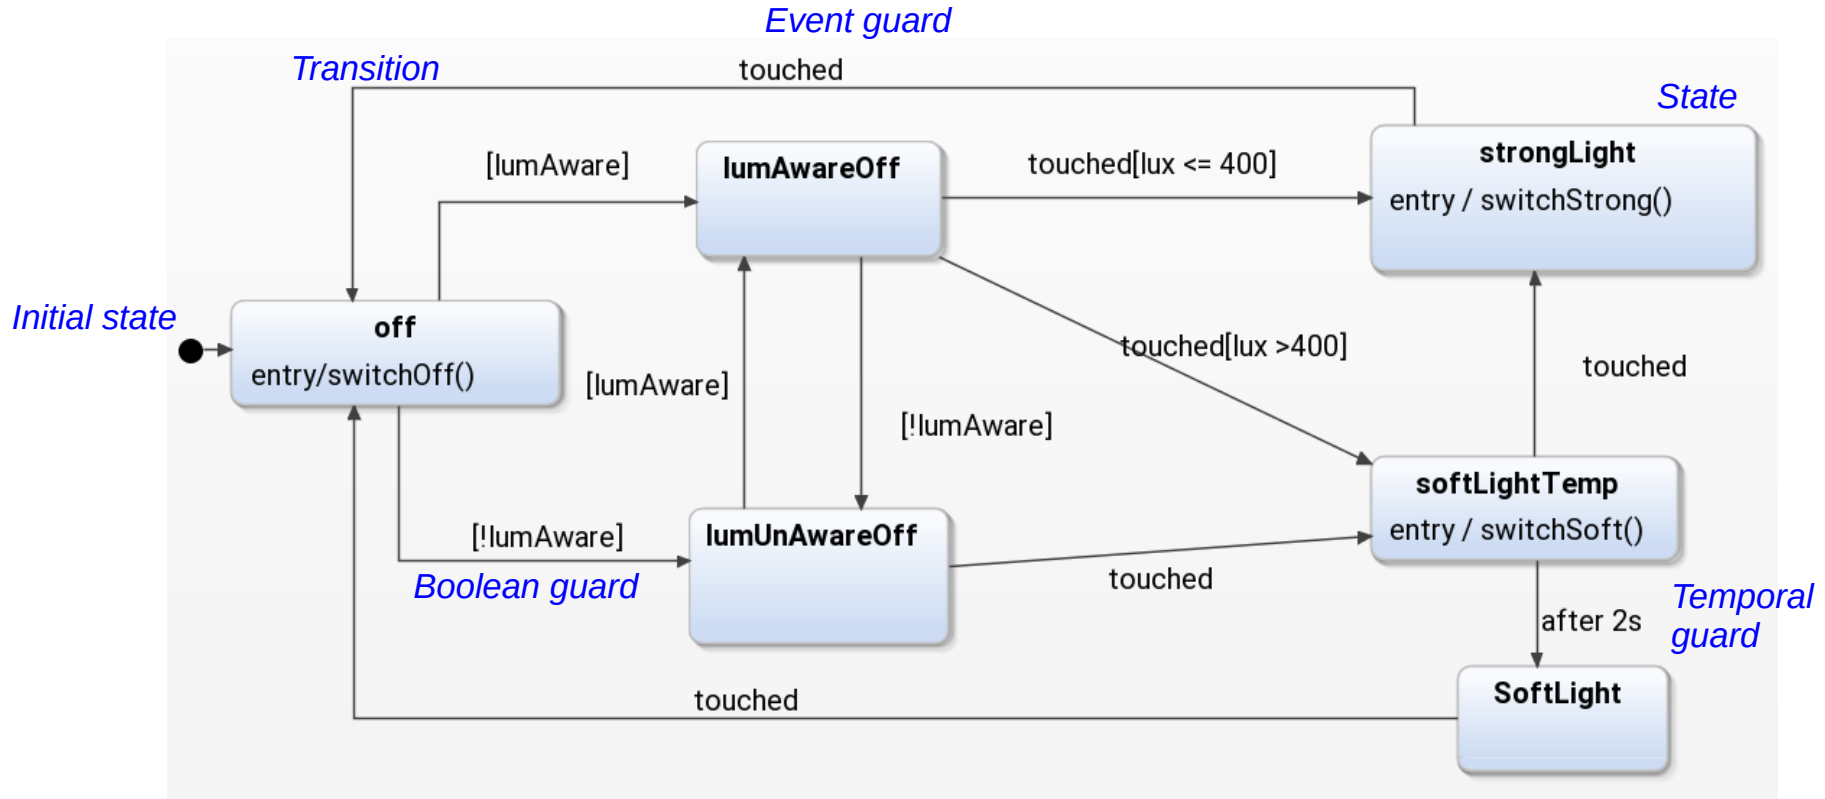 Event guard
Transition
touched
State
[lumAware]
lumAwareOff
touched[lux <= 400]
strongLight
entry / switchStrong()
Initial state
off
entry/switchOff()
[lumAware]
touched[lux >400]
touched
[!lumAware]
softLightTemp
entry / switchSoft()
[!lumAware]
lumUnAwareOff
Boolean guard
touched
after 2s
Temporal
guard
SoftLight
touched